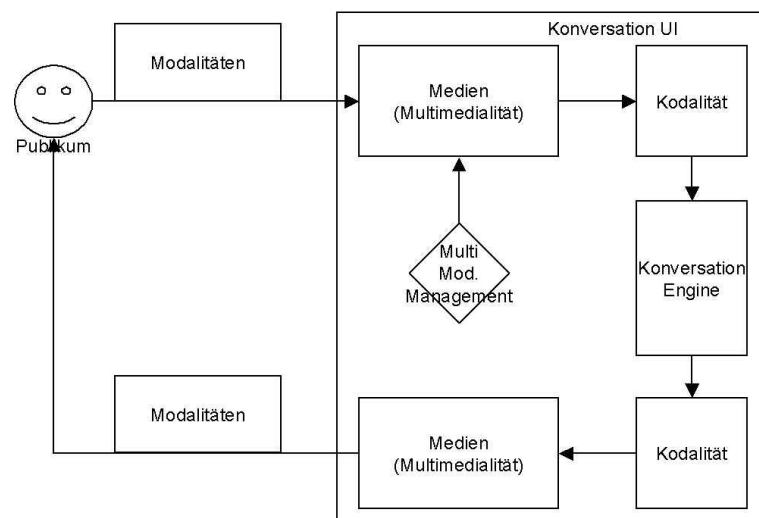 Konversation UI
Modalitäten
Medien
(Multimedialität)
Kodalität
Publikum
Multi
Mod.
Management
Konversation
Engine
Modalitäten
Medien
(Multimedialität)
Kodalität